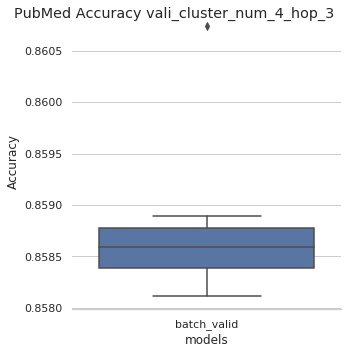 PubMed Accuracy vali_cluster_num_4_hop_3
0.8605
0.8600
0.8595
0.8590
0.8585
0.8580
Accuracy
batch_valid
models